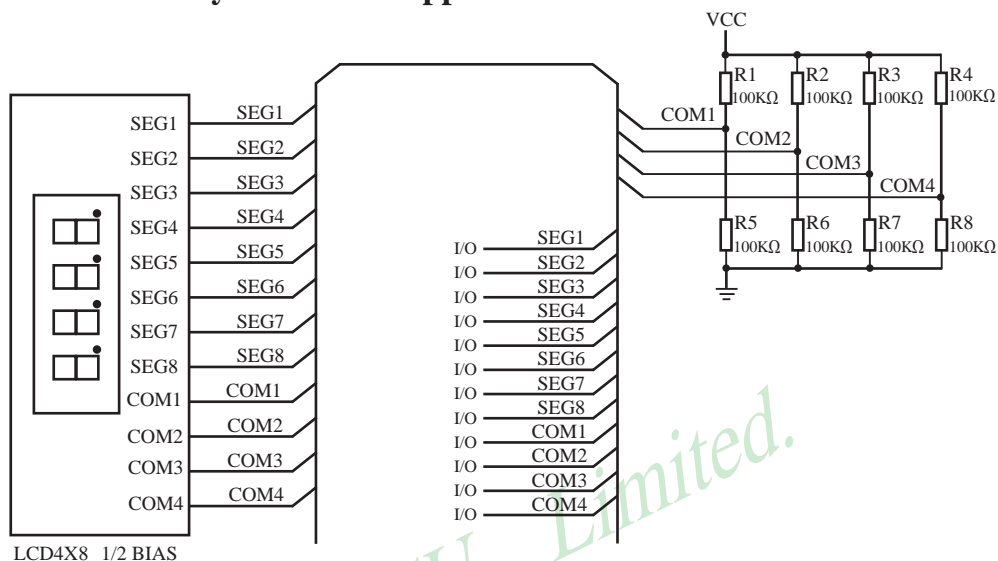 VCC
R1
100KΩ
R2
100KΩ
R3
100KΩ
R4
100KΩ
COM1
COM2
COM3
COM4
R5
100KΩ
R6
100KΩ
R7
100KΩ
R8
100KΩ
SEG1 SEG1
SEG2 SEG2
SEG3 SEG3
SEG4 SEG4
SEG5 SEG5
SEG6 SEG6
SEG7 SEG7
SEG8 SEG8
COM1 COM1
COM2 COM2
COM3 COM3
COM4 COM4
I/O SEG1
I/O SEG2
I/O SEG3
I/O SEG4
I/O SEG5
I/O SEG6
I/O SEG7
I/O SEG8
I/O COM1
I/O COM2
I/O COM3
I/O COM4
Limited.
LCD4X8 1/2 BIAS